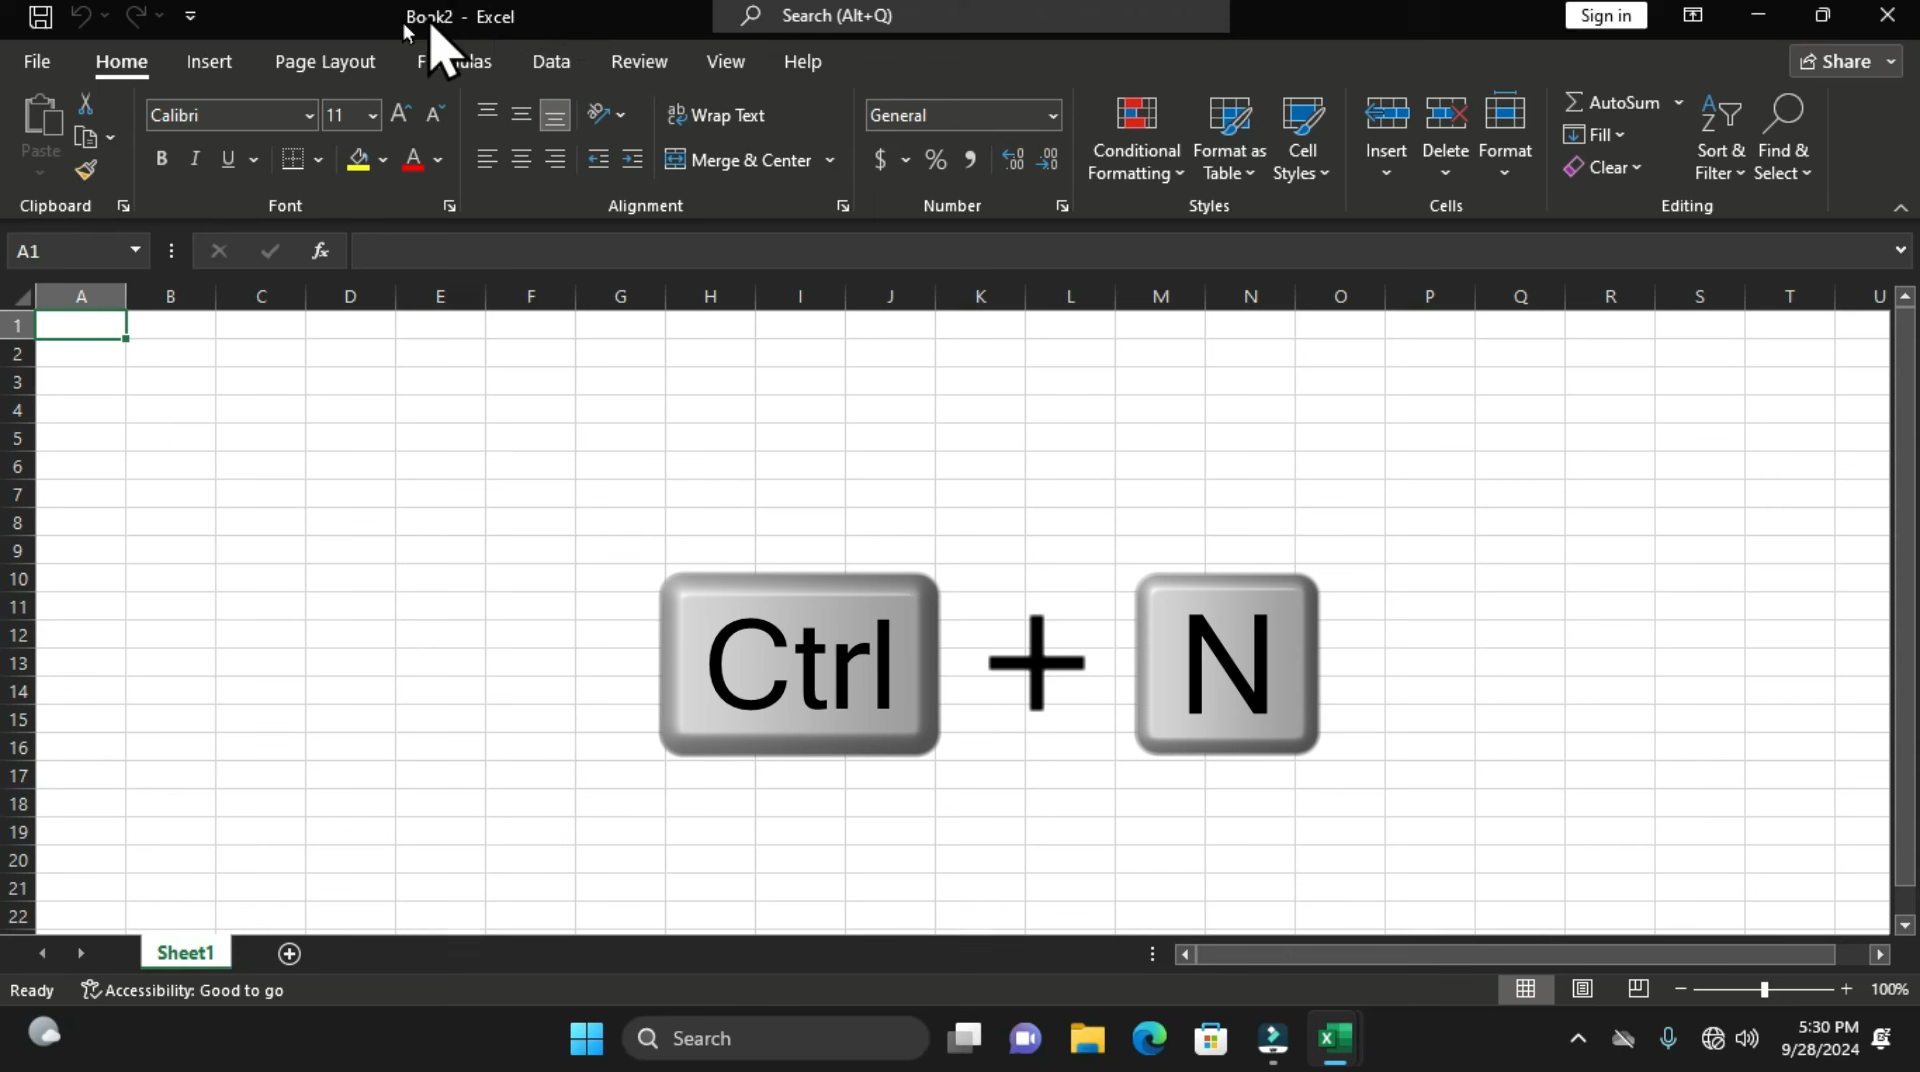 Book2 - Excel
Search (Alt+Q)
Sign in
File
Home
Insert
Page Layout
Data
Review
View
Help
Share
Paste
Calibri
11
Wrap Text
General
AutoSum
B I U
Merge & Center
$ % ,
Conditional Formatting
Format as Table
Cell Styles
Insert
Delete
Format
Fill
Clear
Sort & Filter
Find & Select
Clipboard
Font
Alignment
Number
Styles
Cells
Editing
A1
fx
A B C D E F G H I J K L M N O P Q R S T U
1
2
3
4
5
6
7
8
9
10
11
12
13
14
15
16
17
18
19
20
21
22
Ctrl + N
Sheet1
Ready
Accessibility: Good to go
100%
Search
5:30 PM
9/28/2024